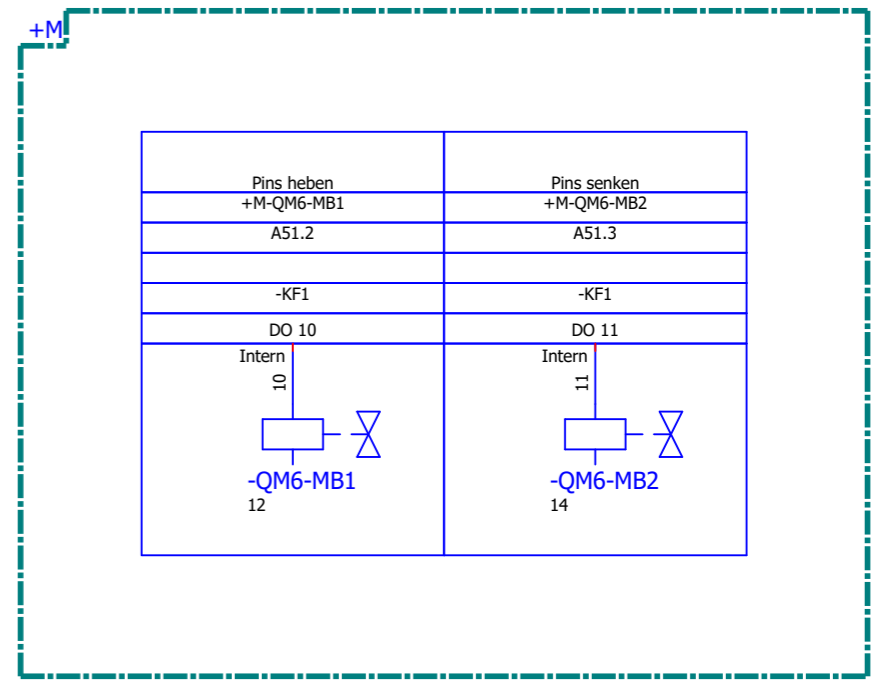 +M
Pins heben Pins senken
+M-QM6-MB1 +M-QM6-MB2
A51.2 A51.3
-KF1 -KF1
DO 10 DO 11
Intern Intern
10 11
-QM6-MB1 -QM6-MB2
12 14